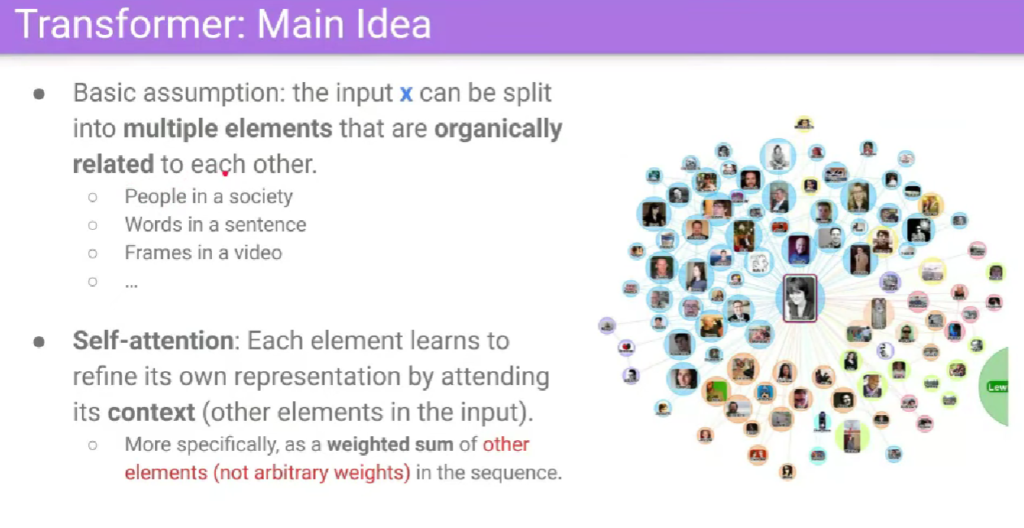 Transformer: Main Idea
● Basic assumption: the input x can be split
into multiple elements that are organically
related to each other.
○ People in a society
○ Words in a sentence
○ Frames in a video
○ ...
● Self-attention: Each element learns to
refine its own representation by attending
its context (other elements in the input).
○ More specifically, as a weighted sum of other
elements (not arbitrary weights) in the sequence.
Lew